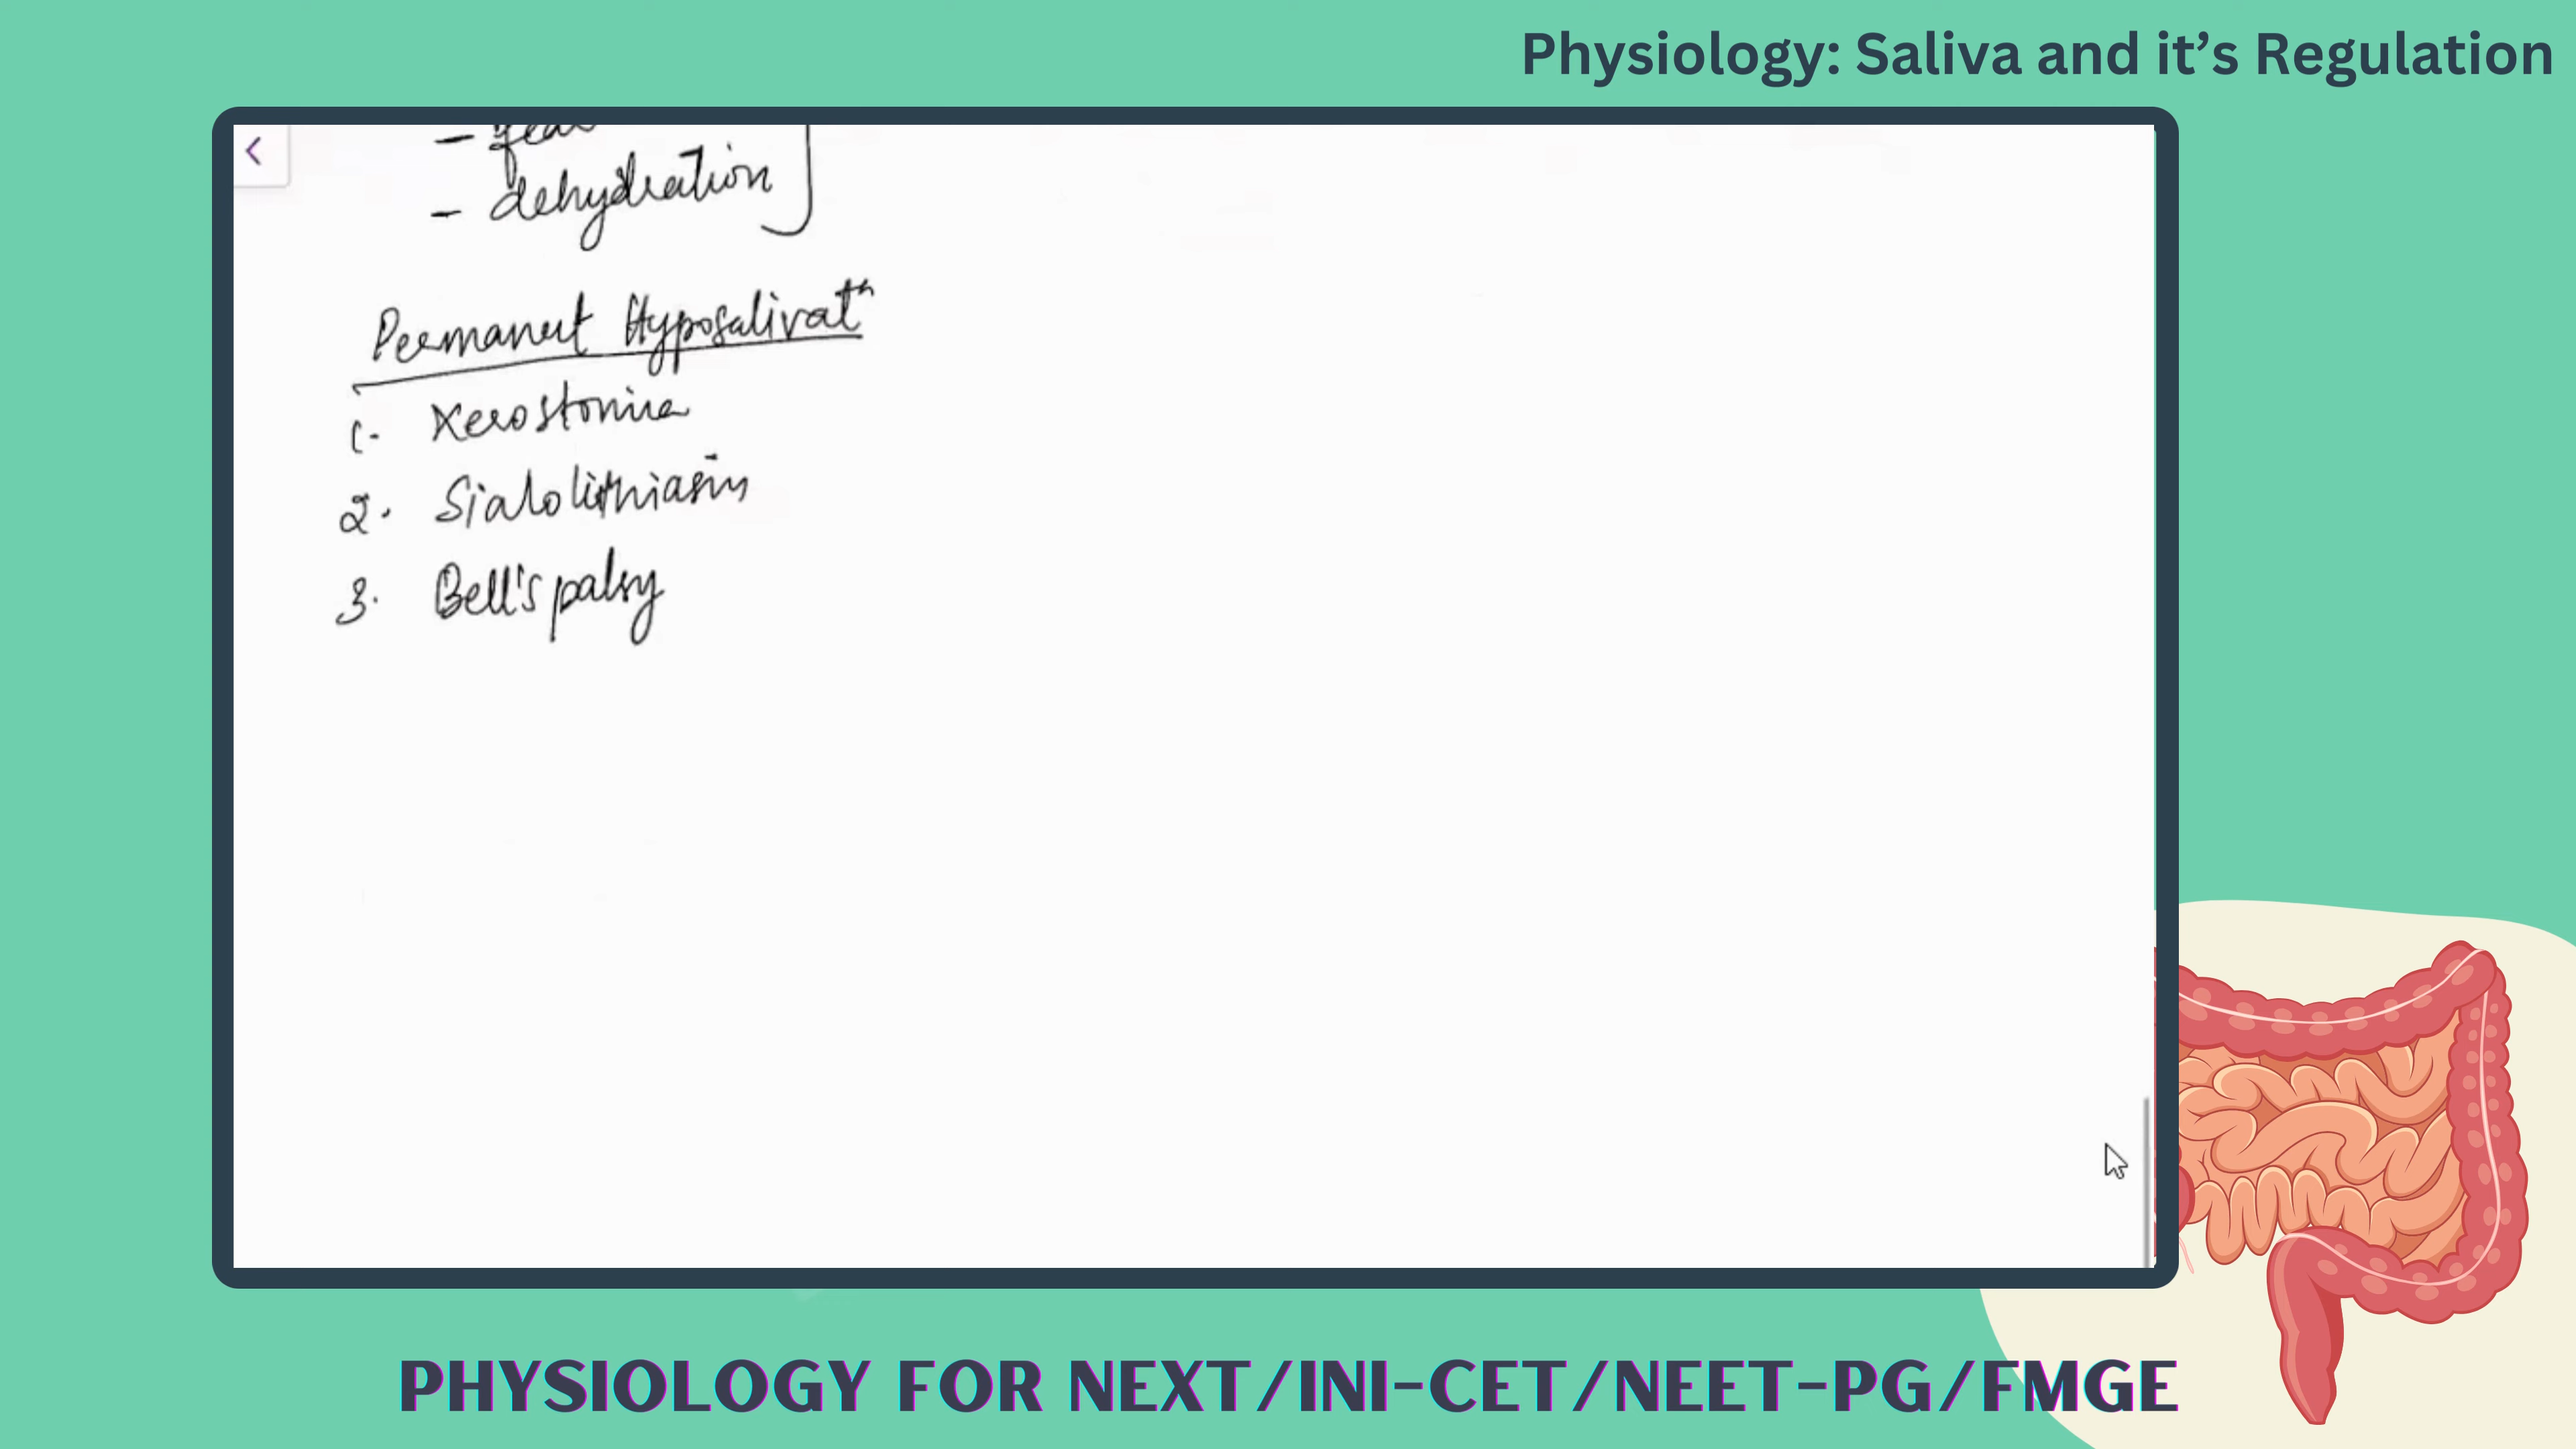 Physiology: Saliva and it’s Regulation
- fear
- dehydration
Permanent Hyposalivatn
1. Xerostomia
2. Sialolithiasis
3. Bell's palsy
PHYSIOLOGY FOR NEXT/INI-CET/NEET-PG/FMGE